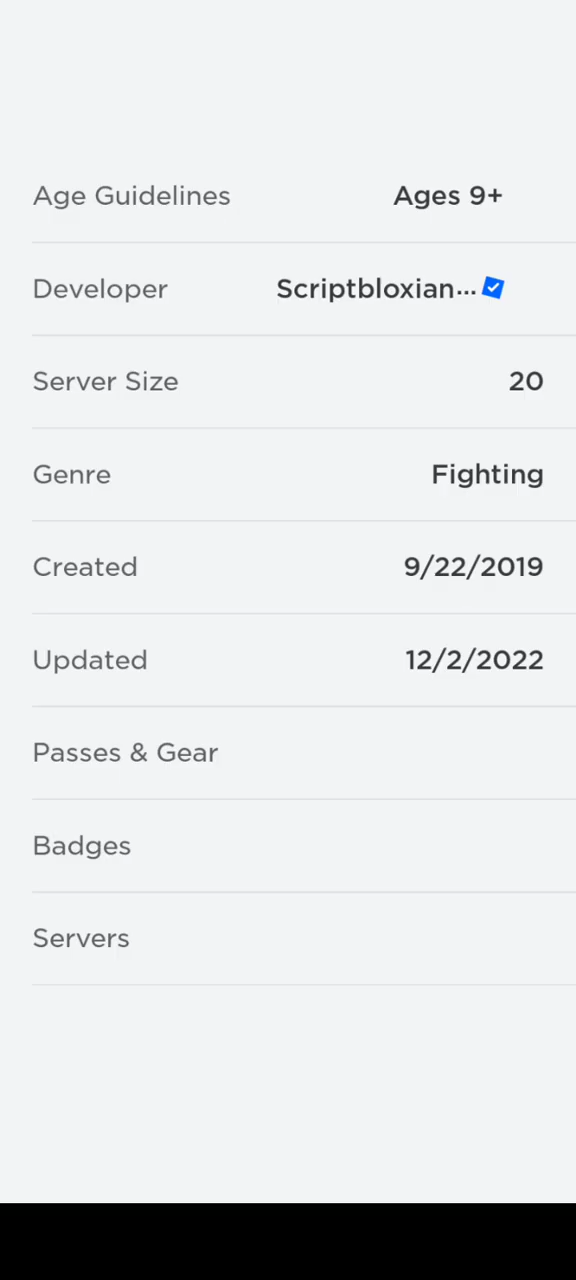 Age Guidelines Ages 9+
Developer Scriptbloxian...
Server Size 20
Genre Fighting
Created 9/22/2019
Updated 12/2/2022
Passes & Gear
Badges
Servers